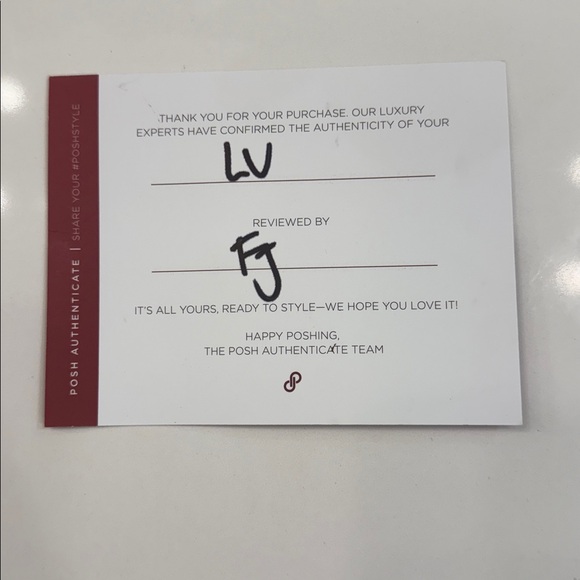 THANK YOU FOR YOUR PURCHASE. OUR LUXURY
EXPERTS HAVE CONFIRMED THE AUTHENTICITY OF YOUR
LV
REVIEWED BY
FJ
IT'S ALL YOURS, READY TO STYLE—WE HOPE YOU LOVE IT!
HAPPY POSHING,
THE POSH AUTHENTICATE TEAM
POSH AUTHENTICATE | SHARE YOUR #POSHSTYLE